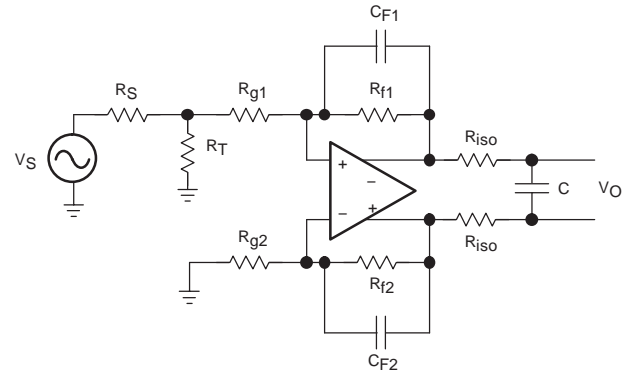 CF1
RS
Rg1
Rf1
VS
RT
Riso
+
−
C
VO
+
−
Rg2
Riso
Rf2
CF2